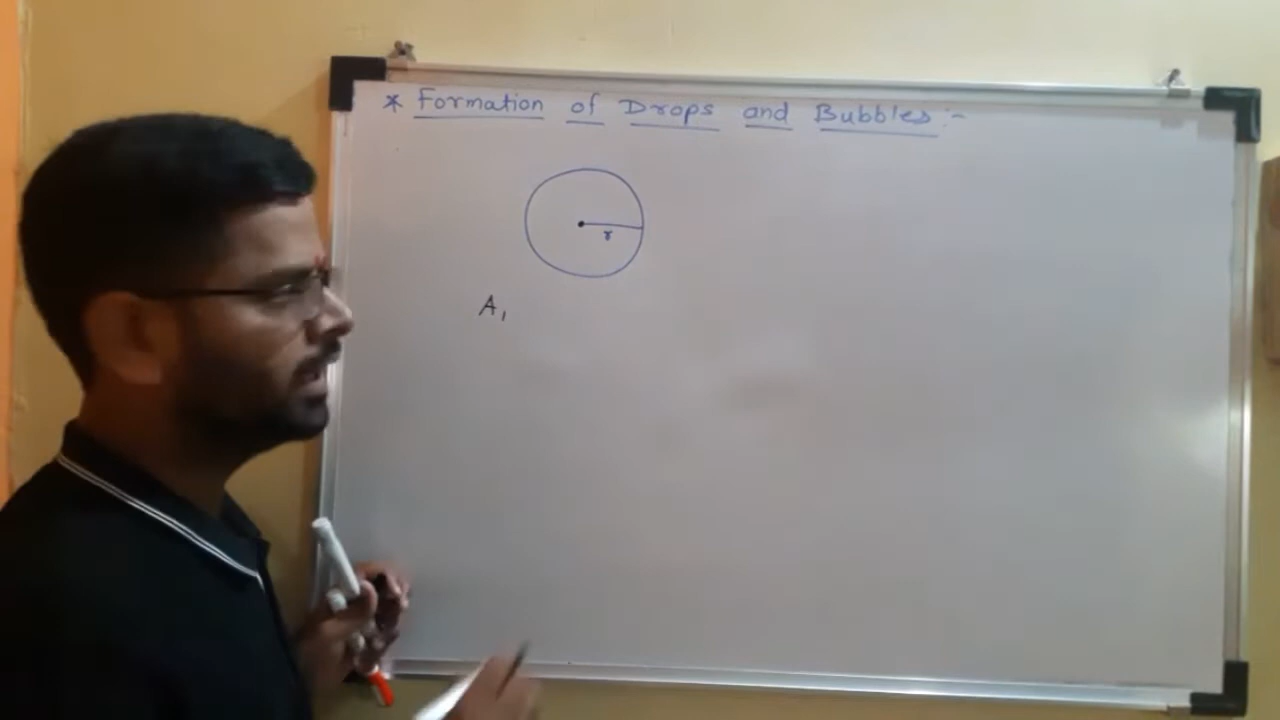 * Formation of Drops and Bubbles :-
r
A₁